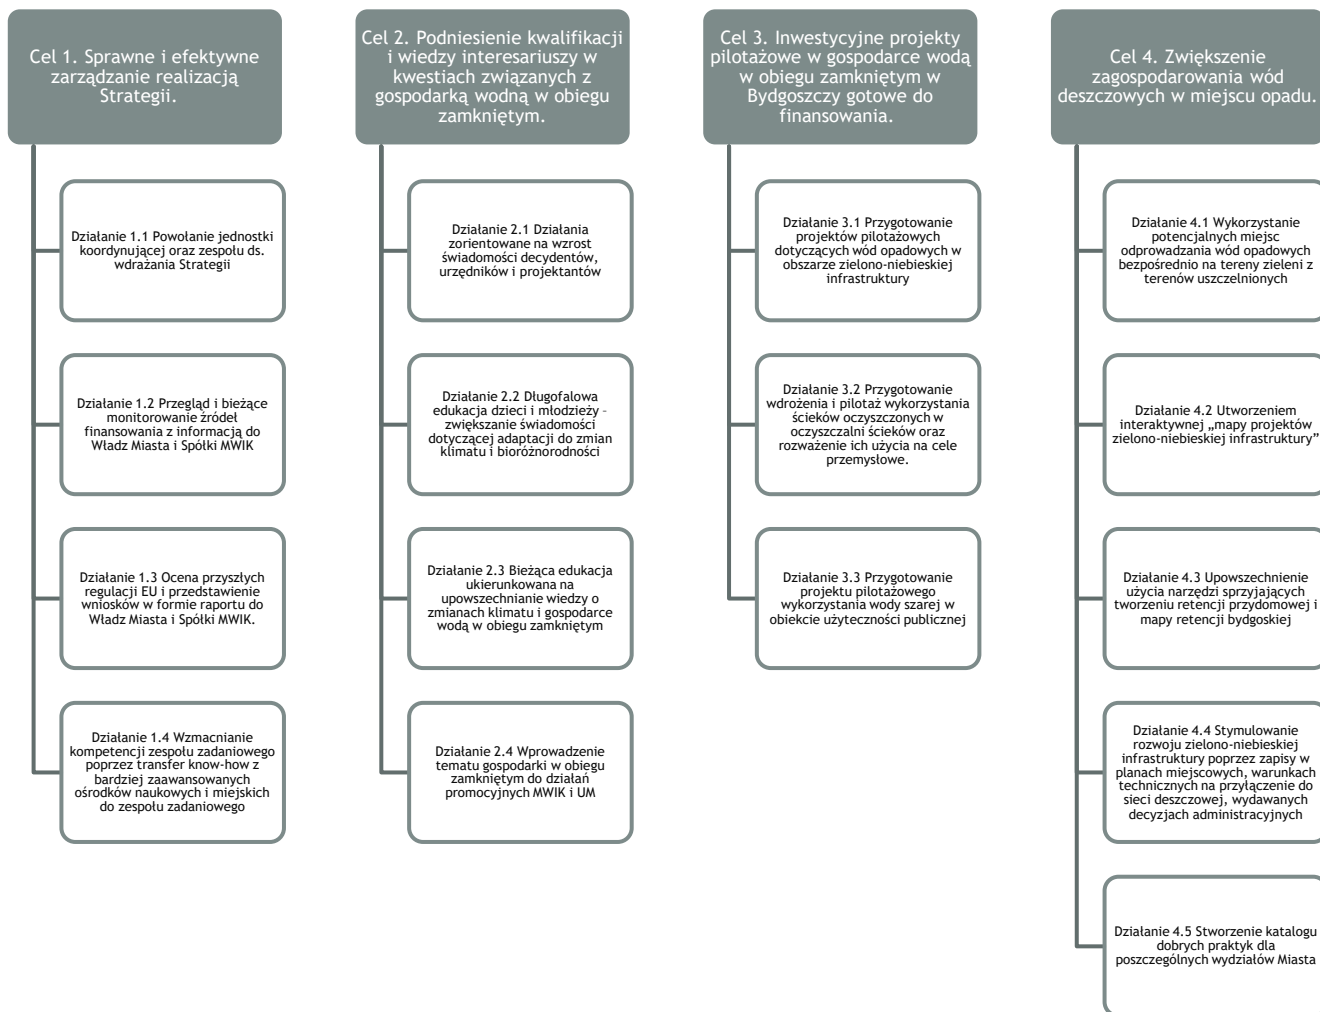 Cel 1. Sprawne i efektywne
zarządzanie realizacją
Strategii.
Działanie 1.1 Powołanie jednostki
koordynującej oraz zespołu ds.
wdrażania Strategii
Działanie 1.2 Przegląd i bieżące
monitorowanie źródeł
finansowania z informacją do
Władz Miasta i Spółki MWIK
Działanie 1.3 Ocena przyszłych
regulacji EU i przedstawienie
wniosków w formie raportu do
Władz Miasta i Spółki MWIK.
Działanie 1.4 Wzmacnianie
kompetencji zespołu zadaniowego
poprzez transfer know-how z
bardziej zaawansowanych
ośrodków naukowych i miejskich
do zespołu zadaniowego
Cel 2. Podniesienie kwalifikacji
i wiedzy interesariuszy w
kwestiach związanych z
gospodarką wodną w obiegu
zamkniętym.
Działanie 2.1 Działania
zorientowane na wzrost
świadomości decydentów,
urzędników i projektantów
Działanie 2.2 Długofalowa
edukacja dzieci i młodzieży –
zwiększanie świadomości
dotyczącej adaptacji do zmian
klimatu i bioróżnorodności
Działanie 2.3 Bieżąca edukacja
ukierunkowana na
upowszechnianie wiedzy o
zmianach klimatu i gospodarce
wodą w obiegu zamkniętym
Działanie 2.4 Wprowadzenie
tematu gospodarki w obiegu
zamkniętym do działań
promocyjnych MWIK i UM
Cel 3. Inwestycyjne projekty
pilotażowe w gospodarce wodą
w obiegu zamkniętym w
Bydgoszczy gotowe do
finansowania.
Działanie 3.1 Przygotowanie
projektów pilotażowych
dotyczących wód opadowych w
obszarze zielono-niebieskiej
infrastruktury
Działanie 3.2 Przygotowanie
wdrożenia i pilotaż wykorzystania
ścieków oczyszczonych w
oczyszczalni ścieków oraz
rozważenie ich użycia na cele
przemysłowe.
Działanie 3.3 Przygotowanie
projektu pilotażowego
wykorzystania wody szarej w
obiekcie użyteczności publicznej
Cel 4. Zwiększenie
zagospodarowania wód
deszczowych w miejscu opadu.
Działanie 4.1 Wykorzystanie
potencjalnych miejsc
odprowadzania wód opadowych
bezpośrednio na tereny zieleni z
terenów uszczelnionych
Działanie 4.2 Utworzeniem
interaktywnej „mapy projektów
zielono-niebieskiej infrastruktury”
Działanie 4.3 Upowszechnienie
użycia narzędzi sprzyjających
tworzeniu retencji przydomowej i
mapy retencji bydgoskiej
Działanie 4.4 Stymulowanie
rozwoju zielono-niebieskiej
infrastruktury poprzez zapisy w
planach miejscowych, warunkach
technicznych na przyłączenie do
sieci deszczowej, wydawanych
decyzjach administracyjnych
Działanie 4.5 Stworzenie katalogu
dobrych praktyk dla
poszczególnych wydziałów Miasta